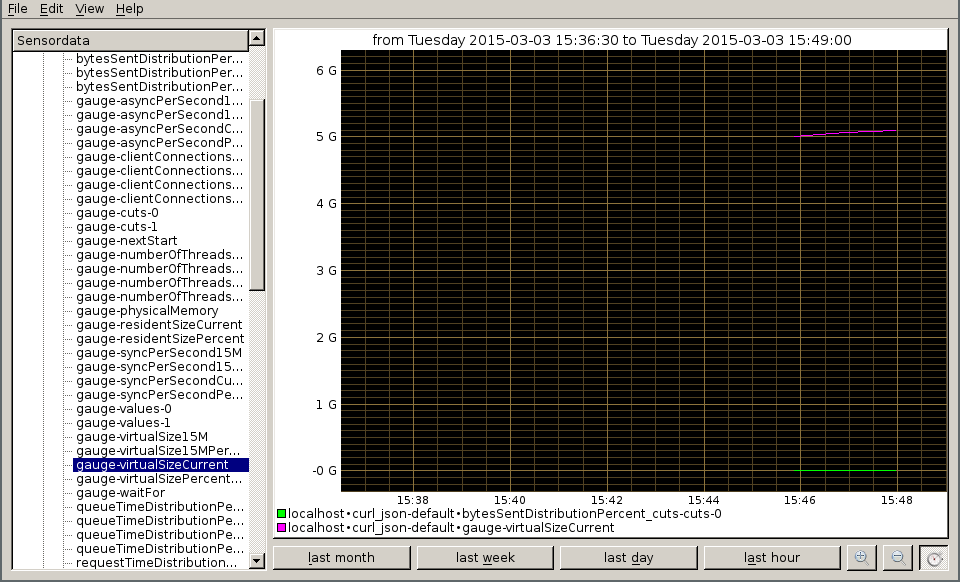 File Edit View Help
Sensordata
bytesSentDistributionPer...
bytesSentDistributionPer...
bytesSentDistributionPer...
gauge-asyncPerSecond1...
gauge-asyncPerSecond1...
gauge-asyncPerSecondC...
gauge-asyncPerSecondP...
gauge-clientConnections...
gauge-clientConnections...
gauge-clientConnections...
gauge-clientConnections...
gauge-cuts-0
gauge-cuts-1
gauge-nextStart
gauge-numberOfThreads...
gauge-numberOfThreads...
gauge-numberOfThreads...
gauge-numberOfThreads...
gauge-physicalMemory
gauge-residentSizeCurrent
gauge-residentSizePercent
gauge-syncPerSecond15M
gauge-syncPerSecond15...
gauge-syncPerSecondCu...
gauge-syncPerSecondPe...
gauge-values-0
gauge-values-1
gauge-virtualSize15M
gauge-virtualSize15MPer...
gauge-virtualSizeCurrent
gauge-virtualSizePercent...
gauge-waitFor
queueTimeDistributionPe...
queueTimeDistributionPe...
queueTimeDistributionPe...
queueTimeDistributionPe...
requestTimeDistribution...
from Tuesday 2015-03-03 15:36:30 to Tuesday 2015-03-03 15:49:00
6 G
5 G
4 G
3 G
2 G
1 G
-0 G
15:38 15:40 15:42 15:44 15:46 15:48
localhost•curl_json-default•bytesSentDistributionPercent_cuts-cuts-0
localhost•curl_json-default•gauge-virtualSizeCurrent
last month last week last day last hour